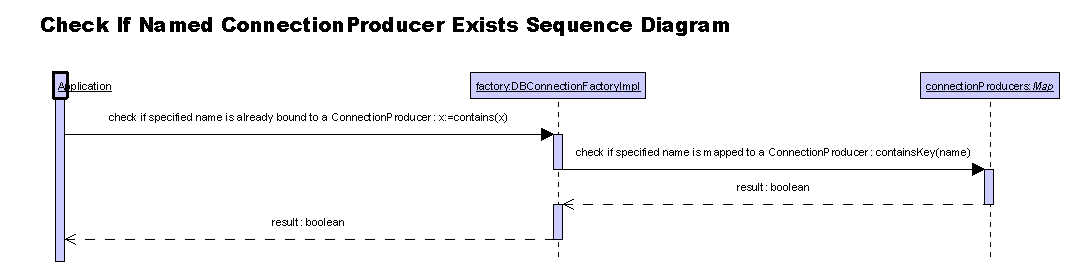 Check If Named ConnectionProducer Exists Sequence Diagram
Application
factory:DBConnectionFactoryImpl
connectionProducers:Map
check if specified name is already bound to a ConnectionProducer : x:=contains(x)
check if specified name is mapped to a ConnectionProducer : containsKey(name)
result : boolean
result : boolean